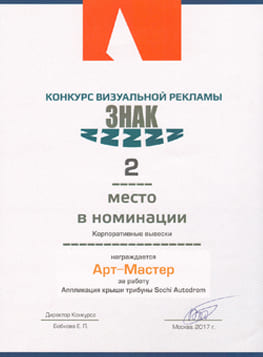 КОНКУРС ВИЗУАЛЬНОЙ РЕКЛАМЫ
ЗНАК
2
место
в номинации
Корпоративные вывески
награждается
Арт-Мастер
за работу
Аппликация крыши трибуны Sochi Autodrom
Директор Конкурса
Бобкова Е. П.
Москва, 2017 г.